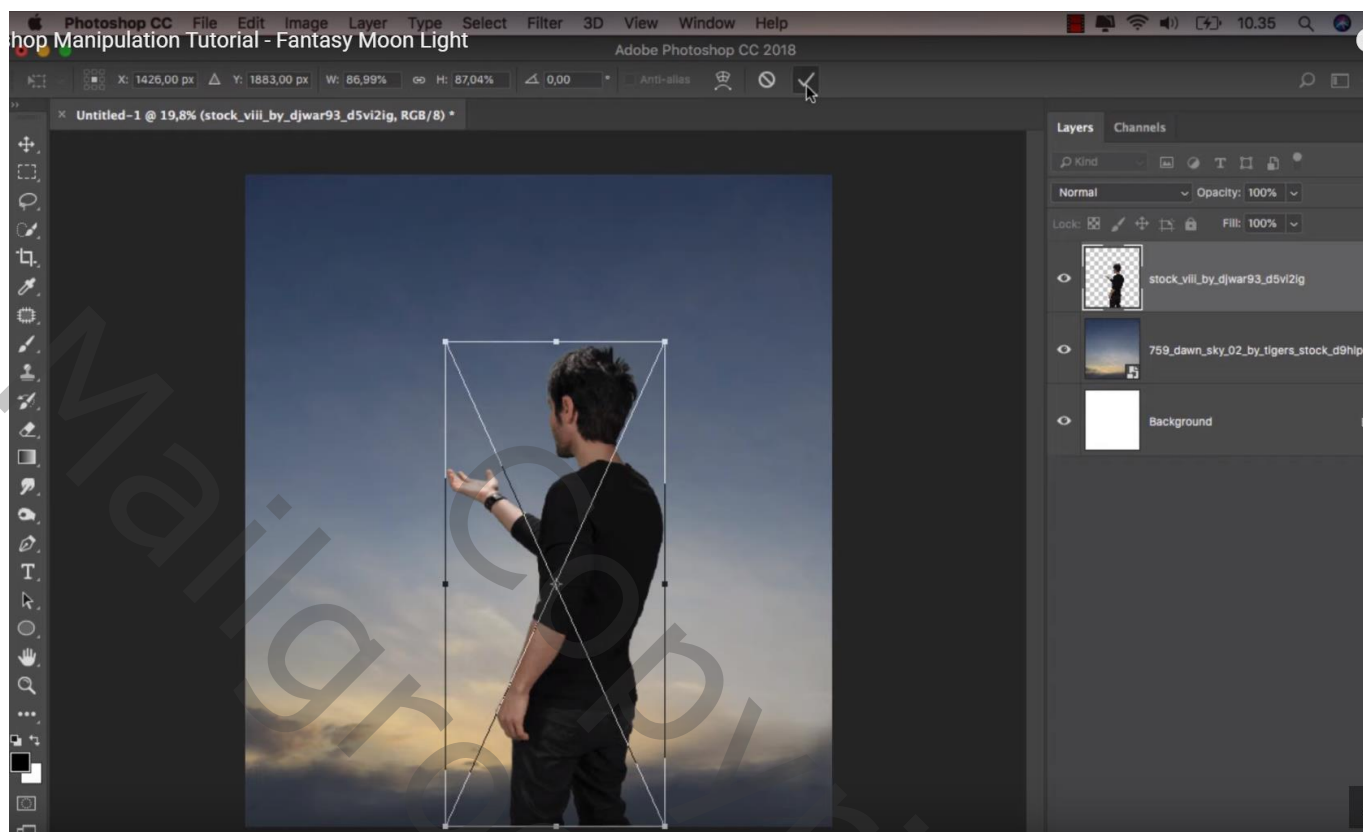 Photoshop CC File Edit Image Layer Type Select Filter 3D View Window Help 10.35
hop Manipulation Tutorial - Fantasy Moon Light
Adobe Photoshop CC 2018
X: 1426,00 px Y: 1883,00 px W: 86,99% H: 87,04% 0,00 ° Anti-alias
Untitled-1 @ 19,8% (stock_viii_by_djwar93_d5vi2ig, RGB/8) *
Layers Channels
Kind
Normal Opacity: 100%
Lock: Fill: 100%
stock_viii_by_djwar93_d5vi2ig
759_dawn_sky_02_by_tigers_stock_d9hlp
Background